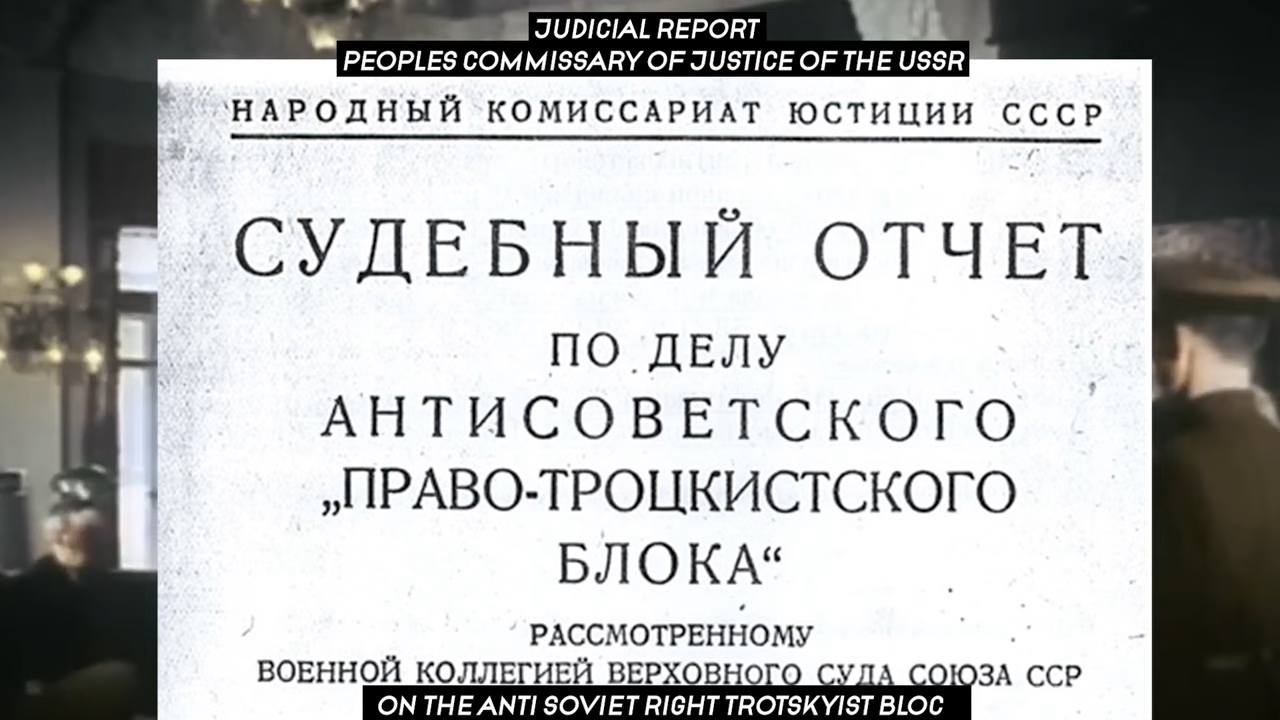 JUDICIAL REPORT
PEOPLES COMMISSARY OF JUSTICE OF THE USSR
НАРОДНЫЙ КОМИССАРИАТ ЮСТИЦИИ СССР
СУДЕБНЫЙ ОТЧЕТ
ПО ДЕЛУ
АНТИСОВЕТСКОГО
„ПРАВО-ТРОЦКИСТСКОГО
БЛОКА“
РАССМОТРЕННОМУ
ВОЕННОЙ КОЛЛЕГИЕЙ ВЕРХОВНОГО СУДА СОЮЗА ССР
ON THE ANTI SOVIET RIGHT TROTSKYIST BLOC